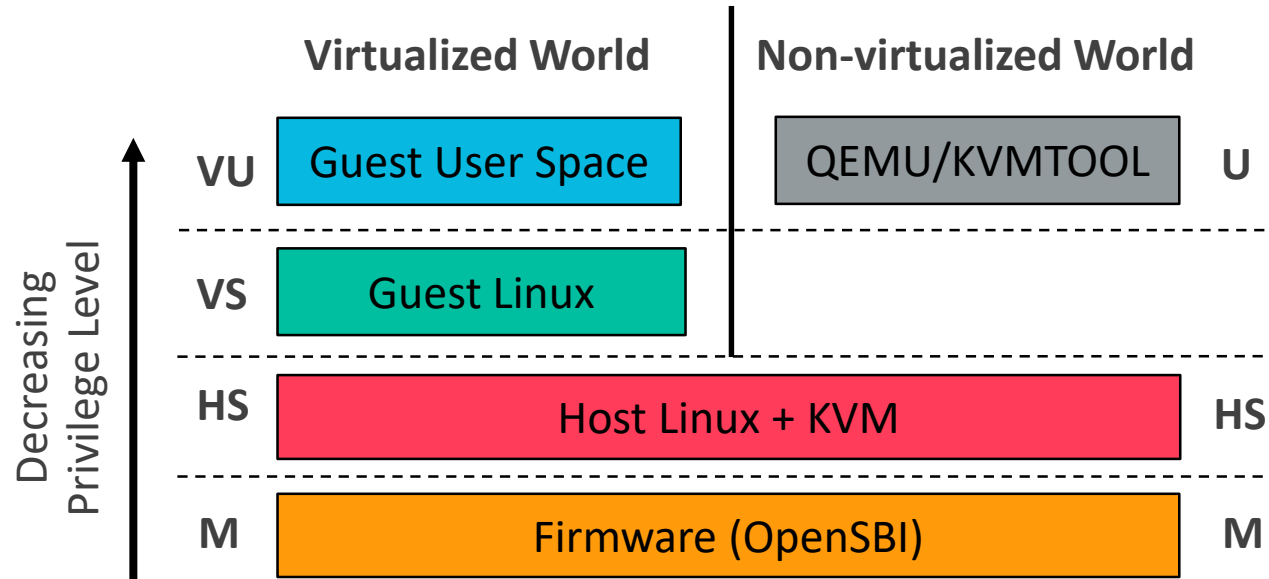 Virtualized World
Non-virtualized World
Decreasing
Privilege Level
VU
Guest User Space
QEMU/KVMTOOL
U
VS
Guest Linux
HS
Host Linux + KVM
HS
M
Firmware (OpenSBI)
M